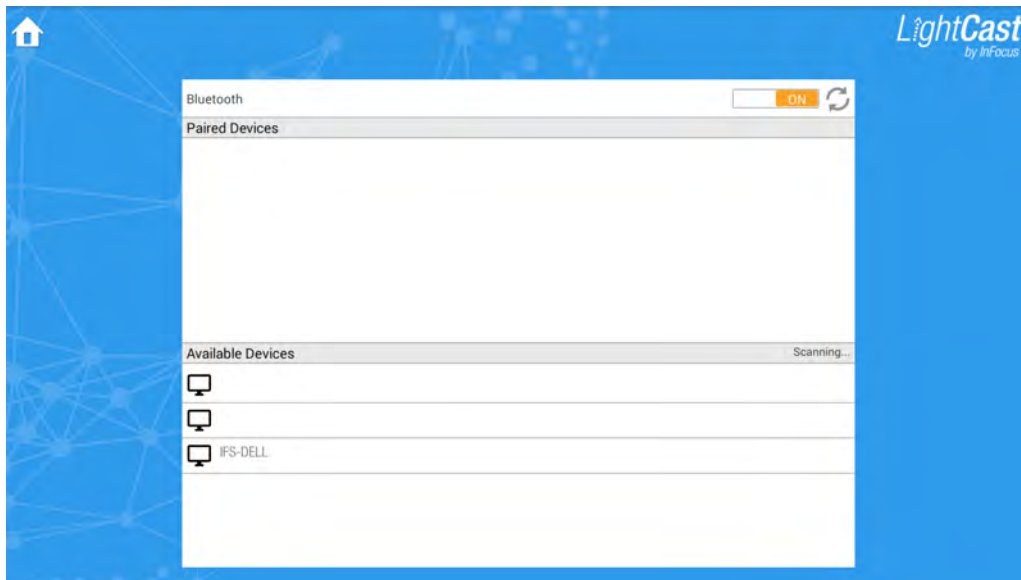 LightCast
by InFocus
Bluetooth
ON
Paired Devices
Available Devices
Scanning...
IFS-DELL